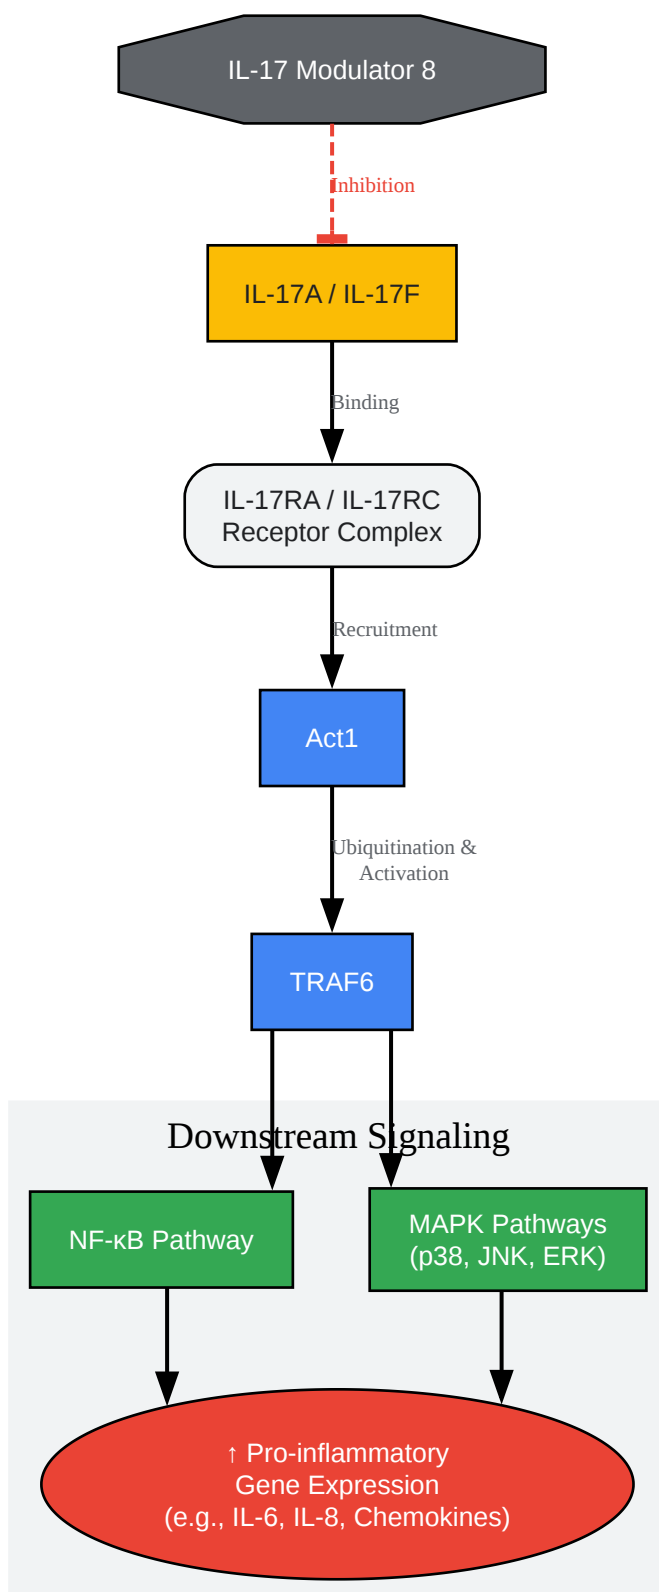 IL-17 Modulator 8
Inhibition
IL-17A / IL-17F
Binding
IL-17RA / IL-17RC
Receptor Complex
Recruitment
Act1
Ubiquitination &
Activation
TRAF6
Downstream Signaling
NF-κB Pathway
MAPK Pathways
(p38, JNK, ERK)
↑ Pro-inflammatory
Gene Expression
(e.g., IL-6, IL-8, Chemokines)